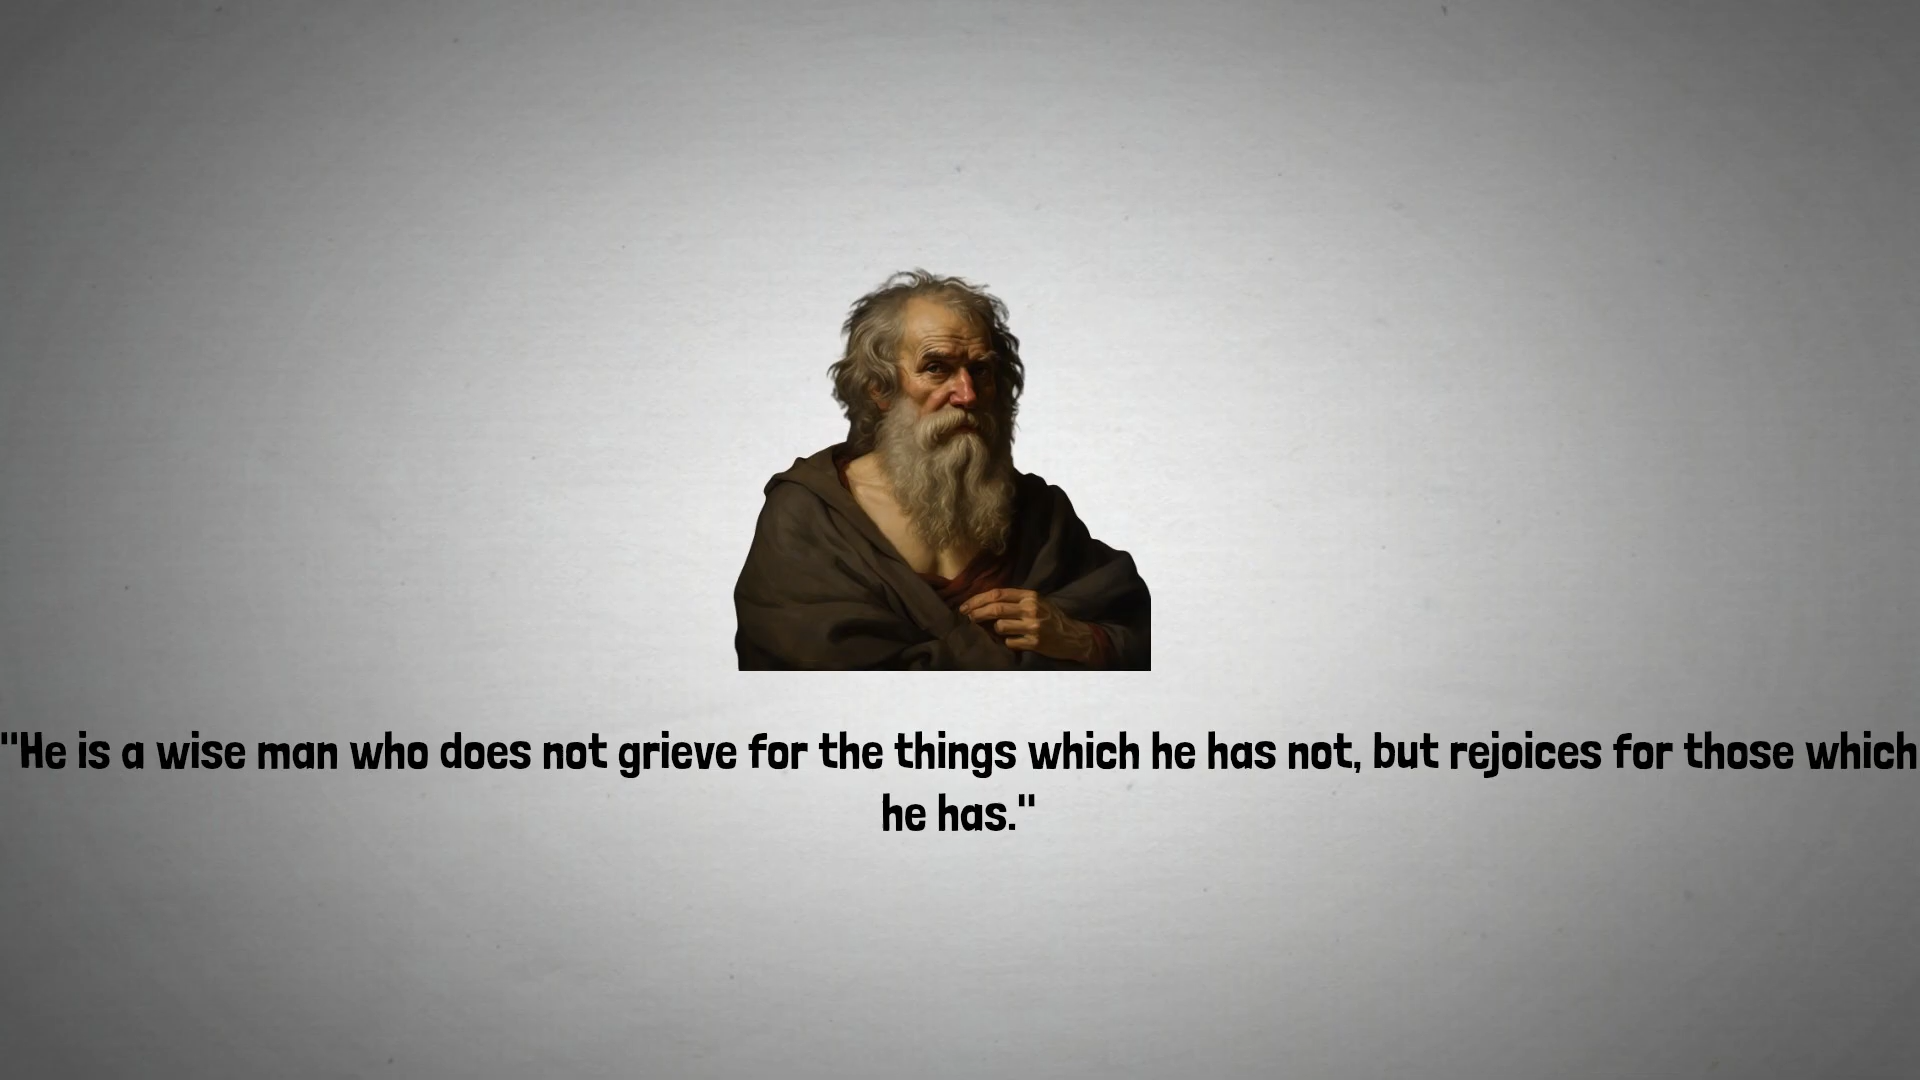 "He is a wise man who does not grieve for the things which he has not, but rejoices for those which
he has."